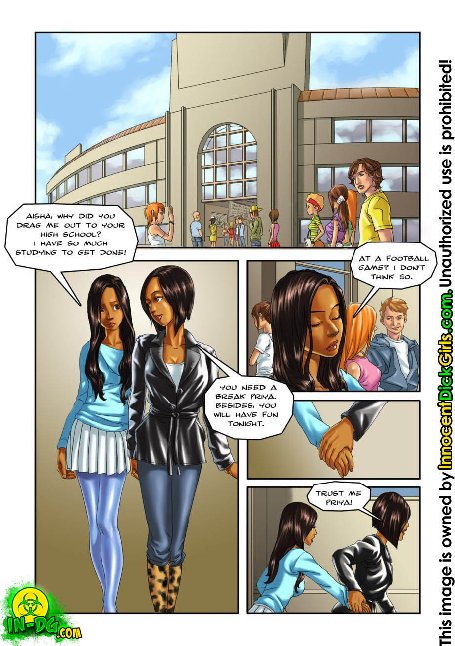 AISHA, WHY DID YOU
DRAG ME OUT TO YOUR
HIGH SCHOOL?
I HAVE SO MUCH
STUDYING TO GET DONE!
AT A FOOTBALL
GAME? I DON'T
THINK SO.
YOU NEED A
BREAK PRIYA.
BESIDES, YOU
WILL HAVE FUN
TONIGHT.
TRUST ME
PRIYA!
IN-DG.COM
This image is owned by InnocentDickGirls.com. Unauthorized use is prohibited!